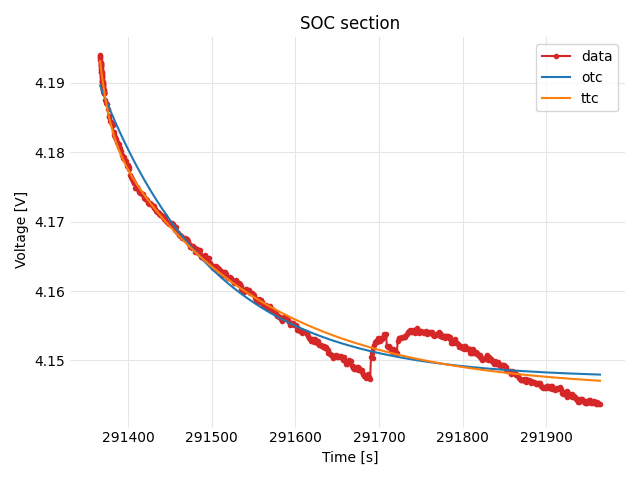 SOC section
data
otc
ttc
4.19
4.18
4.17
4.16
4.15
Voltage [V]
291400 291500 291600 291700 291800 291900
Time [s]